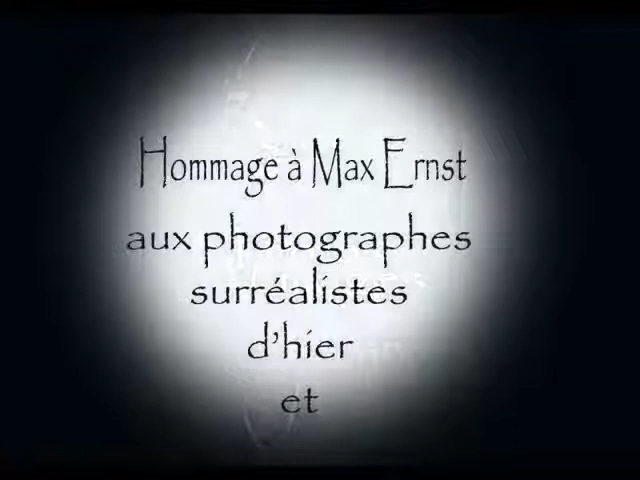 Hommage à Max Ernst
aux photographes
surréalistes
d'hier
et